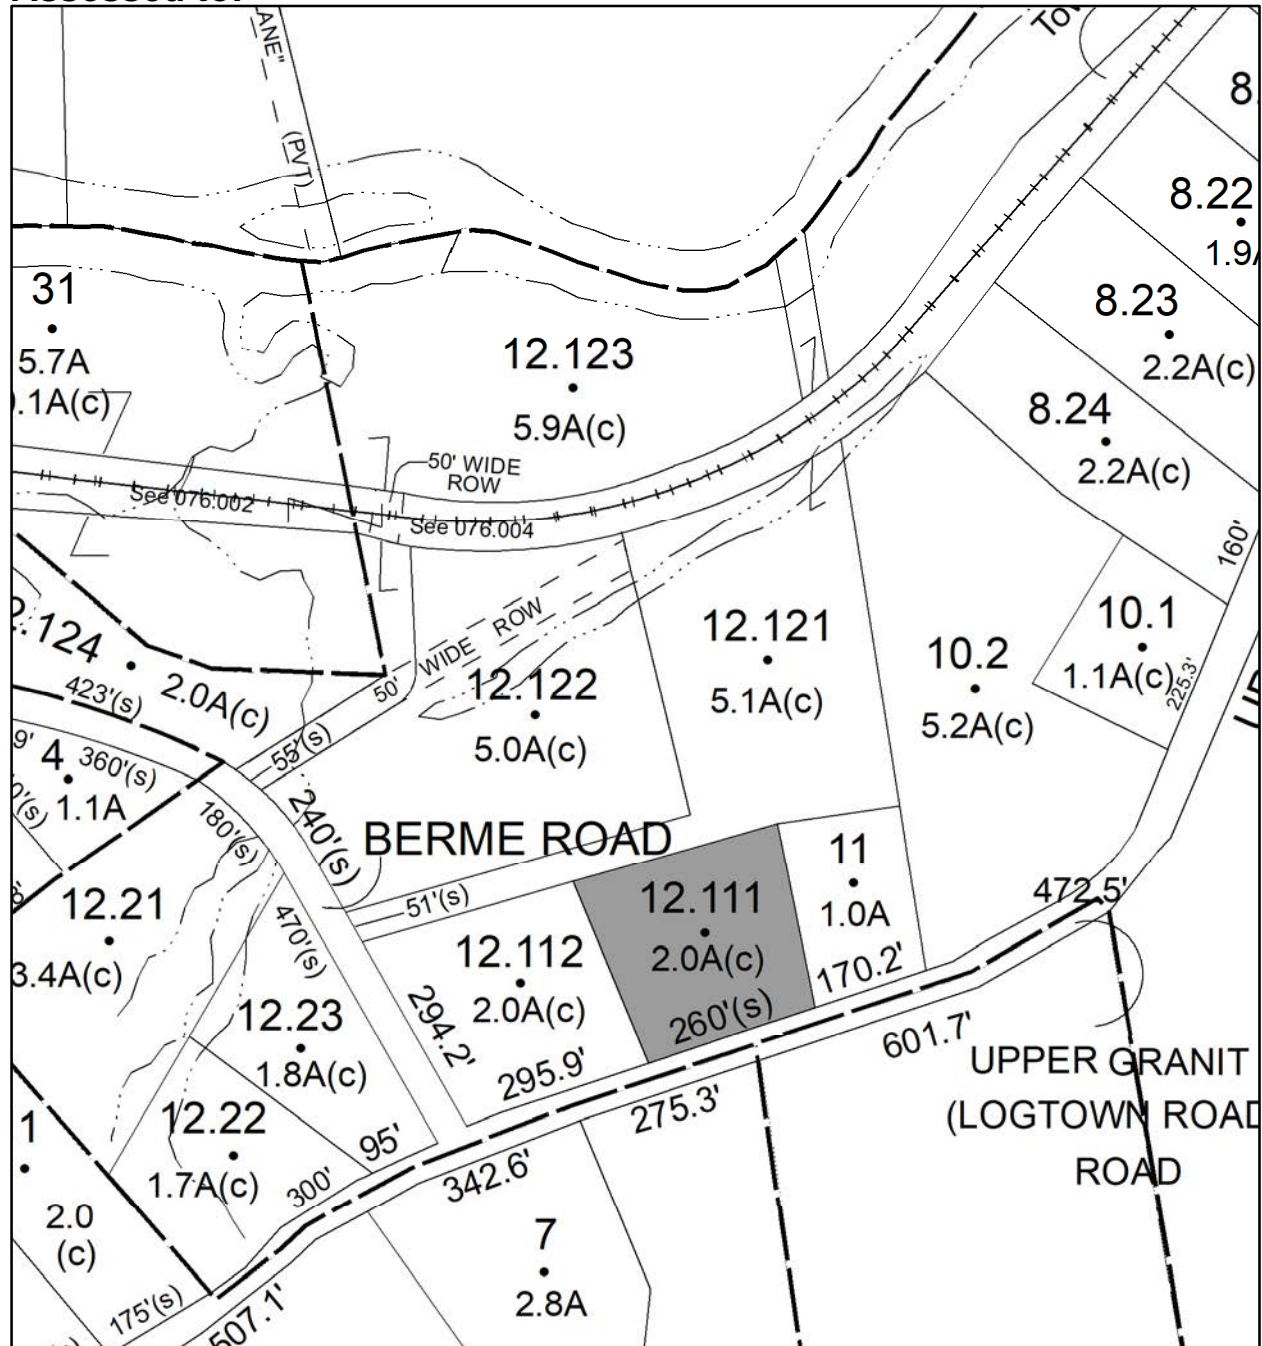 ANE"
(PVT)
8.22
1.9
31
5.7A
.1A(c)
12.123
5.9A(c)
8.23
2.2A(c)
8.24
2.2A(c)
50' WIDE
ROW
See 076.002
See 076.004
160'
2.124
2.0A(c)
423'(s)
50' WIDE ROW
12.122
5.0A(c)
12.121
5.1A(c)
10.2
5.2A(c)
10.1
1.1A(c)
225.3'
55'(s)
9'
4
360'(s)
1.1A
180'(s)
240'(s)
BERME ROAD
51'(s)
12.111
2.0A(c)
260'(s)
11
1.0A
170.2'
472.5'
12.21
3.4A(c)
470'(s)
12.112
2.0A(c)
294.2'
295.9'
12.23
1.8A(c)
275.3'
601.7'
UPPER GRANIT
(LOGTOWN ROAD
ROAD
12.22
1.7A(c)
95'
300'
342.6'
1
2.0
(c)
7
2.8A
175'(s)
507.1'